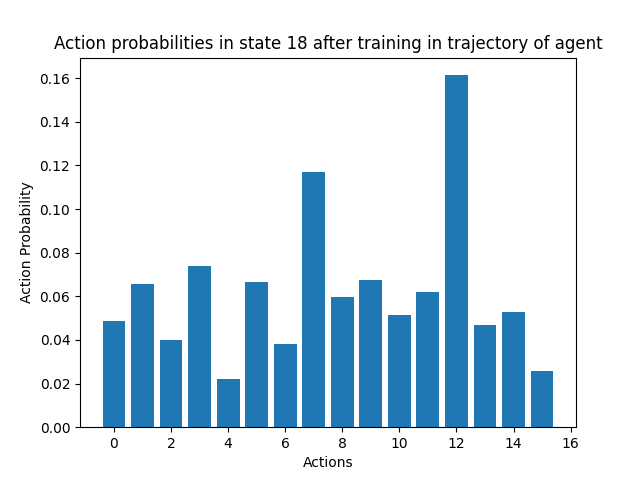 Action probabilities in state 18 after training in trajectory of agent
0.16
0.14
0.12
0.10
0.08
0.06
0.04
0.02
0.00
Action Probability
0 2 4 6 8 10 12 14 16
Actions